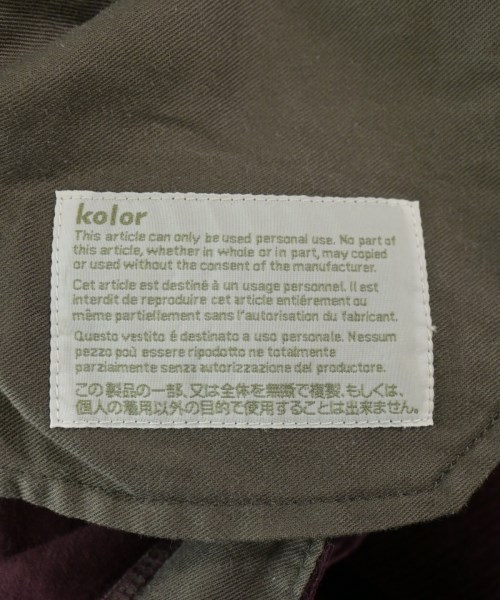 kolor
This article can only be used personal use. No part of
this article, whether in whole or in part, may copied
or used without the consent of the manufacturer.
Cet article est destiné à un usage personnel. Il est
interdit de reproduire cet article entiérement ou
même partiellement sans l'autorisation du fabricant.
Questo vestito é destinato a uso personale. Nessum
pezzo poù essere ripodotto ne totalmente
parziaimente senza autorizzazione del productore.
この製品の一部、又は全体を無断で複製、もしくは、
個人の着用以外の目的で使用することは出来ません。